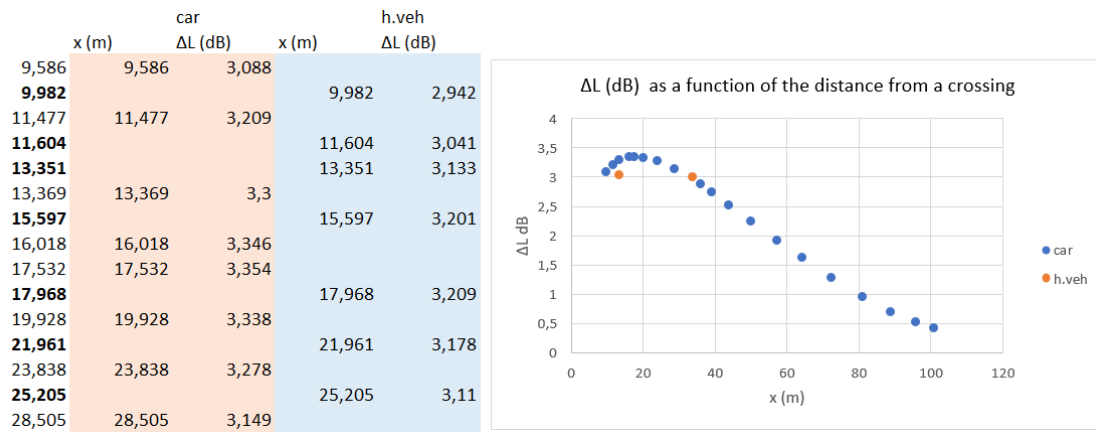 car h.veh
x (m) ΔL (dB) x (m) ΔL (dB)
9,586 9,586 3,088
9,982 9,982 2,942
11,477 11,477 3,209
11,604 11,604 3,041
13,351 13,351 3,133
13,369 13,369 3,3
15,597 15,597 3,201
16,018 16,018 3,346
17,532 17,532 3,354
17,968 17,968 3,209
19,928 19,928 3,338
21,961 21,961 3,178
23,838 23,838 3,278
25,205 25,205 3,11
28,505 28,505 3,149
ΔL (dB) as a function of the distance from a crossing
4
3,5
3
2,5
2
1,5
1
0,5
0
ΔL dB
0 20 40 60 80 100 120
x (m)
car
h.veh